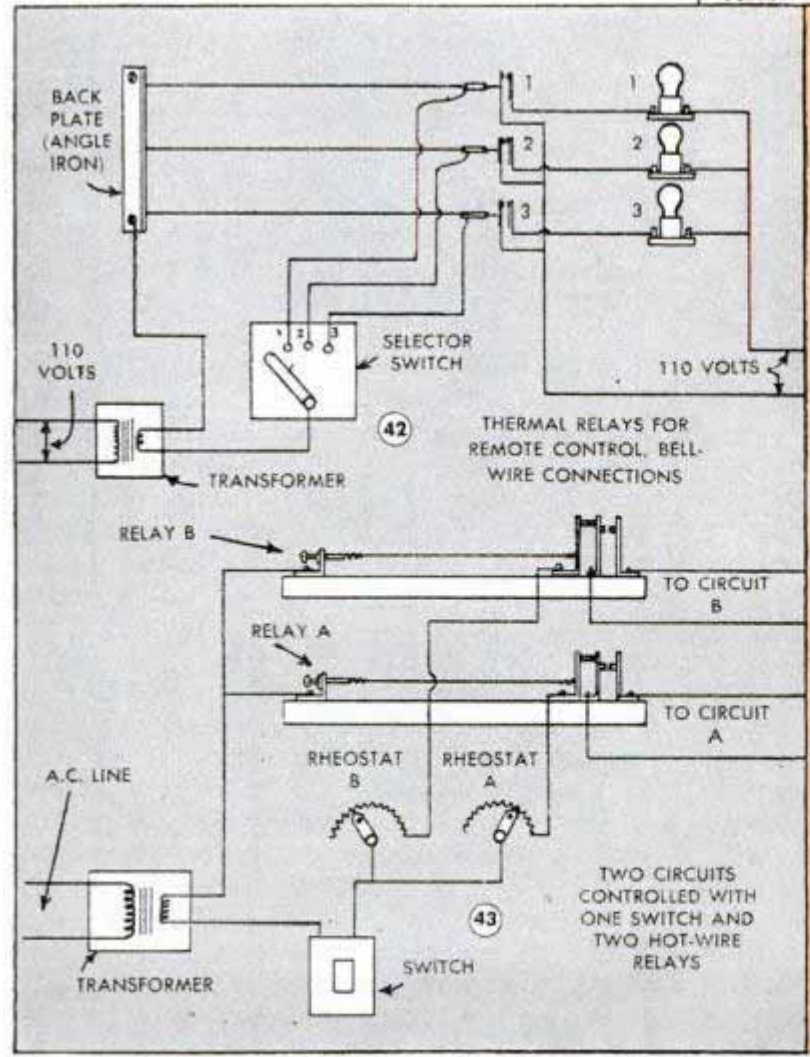 BACK
PLATE
(ANGLE
IRON)
1
1
2
2
3
3
1 2 3
SELECTOR
SWITCH
110
VOLTS
110 VOLTS
42
THERMAL RELAYS FOR
REMOTE CONTROL, BELL-
WIRE CONNECTIONS
TRANSFORMER
RELAY B
TO CIRCUIT
B
RELAY A
TO CIRCUIT
A
RHEOSTAT
B
RHEOSTAT
A
A.C. LINE
TWO CIRCUITS
CONTROLLED WITH
ONE SWITCH AND
TWO HOT-WIRE
RELAYS
43
SWITCH
TRANSFORMER